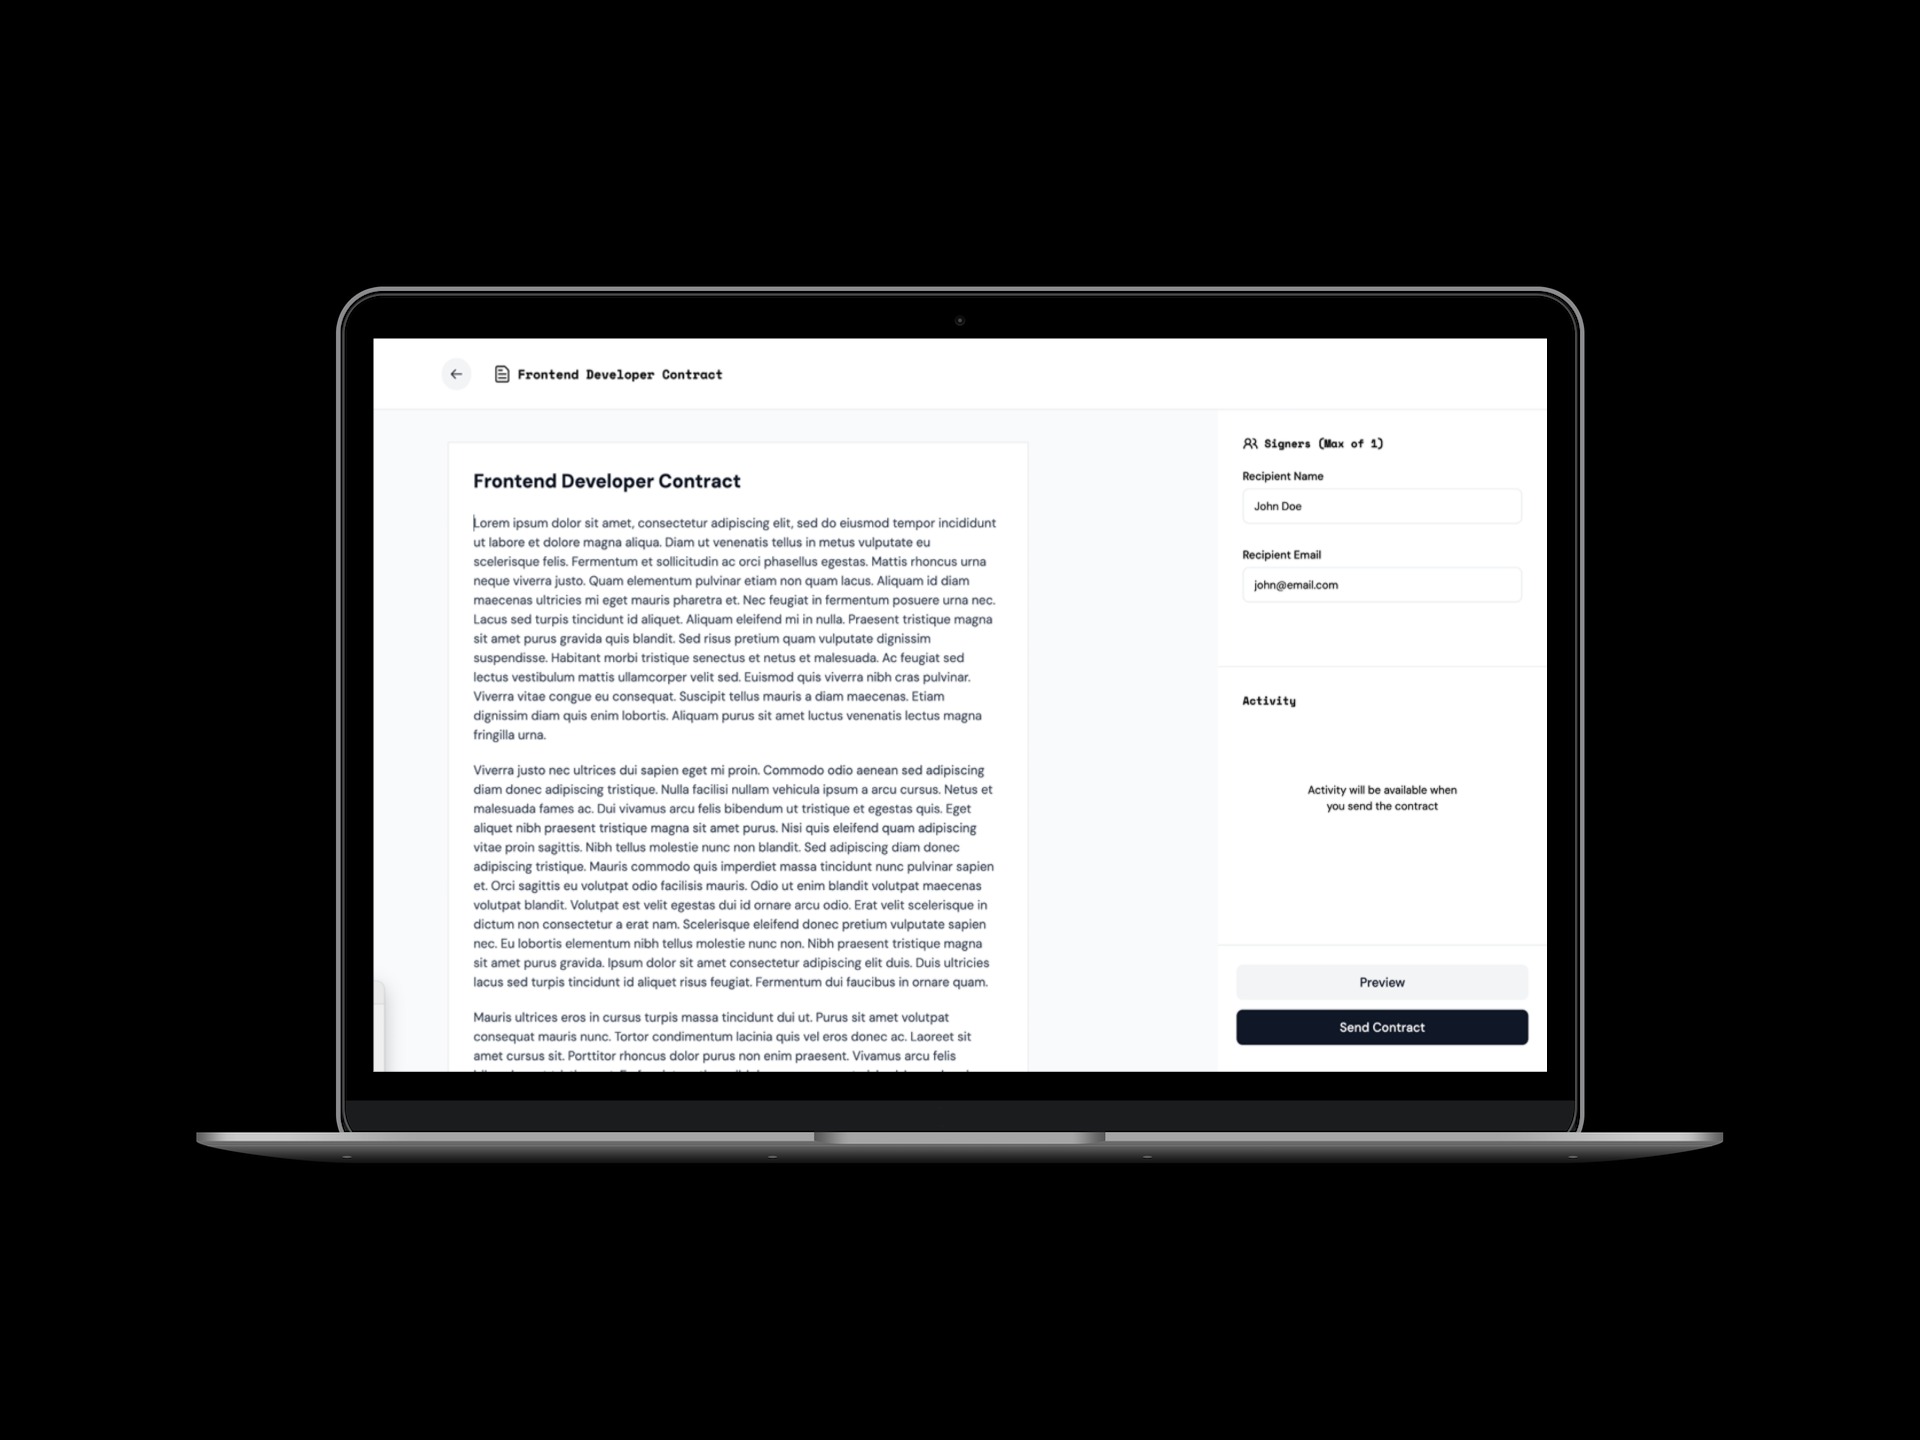 Frontend Developer Contract
Frontend Developer Contract
Lorem ipsum dolor sit amet, consectetur adipiscing elit, sed do eiusmod tempor incididunt
ut labore et dolore magna aliqua. Diam ut venenatis tellus in metus vulputate eu
scelerisque felis. Fermentum et sollicitudin ac orci phasellus egestas. Mattis rhoncus urna
neque viverra justo. Quam elementum pulvinar etiam non quam lacus. Aliquam id diam
maecenas ultricies mi eget mauris pharetra et. Nec feugiat in fermentum posuere urna nec.
Lacus sed turpis tincidunt id aliquet. Aliquam eleifend mi in nulla. Praesent tristique magna
sit amet purus gravida quis blandit. Sed risus pretium quam vulputate dignissim
suspendisse. Habitant morbi tristique senectus et netus et malesuada. Ac feugiat sed
lectus vestibulum mattis ullamcorper velit sed. Euismod quis viverra nibh cras pulvinar.
Viverra vitae congue eu consequat. Suscipit tellus mauris a diam maecenas. Etiam
dignissim diam quis enim lobortis. Aliquam purus sit amet luctus venenatis lectus magna
fringilla urna.
Viverra justo nec ultrices dui sapien eget mi proin. Commodo odio aenean sed adipiscing
diam donec adipiscing tristique. Nulla facilisi nullam vehicula ipsum a arcu cursus. Netus et
malesuada fames ac. Dui vivamus arcu felis bibendum ut tristique et egestas quis. Eget
aliquet nibh praesent tristique magna sit amet purus. Nisi quis eleifend quam adipiscing
vitae proin sagittis. Nibh tellus molestie nunc non blandit. Sed adipiscing diam donec
adipiscing tristique. Mauris commodo quis imperdiet massa tincidunt nunc pulvinar sapien
et. Orci sagittis eu volutpat odio facilisis mauris. Odio ut enim blandit volutpat maecenas
volutpat blandit. Volutpat est velit egestas dui id ornare arcu odio. Erat velit scelerisque in
dictum non consectetur a erat nam. Scelerisque eleifend donec pretium vulputate sapien
nec. Eu lobortis elementum nibh tellus molestie nunc non. Nibh praesent tristique magna
sit amet purus gravida. Ipsum dolor sit amet consectetur adipiscing elit duis. Duis ultricies
lacus sed turpis tincidunt id aliquet risus feugiat. Fermentum dui faucibus in ornare quam.
Mauris ultrices eros in cursus turpis massa tincidunt dui ut. Purus sit amet volutpat
consequat mauris nunc. Tortor condimentum lacinia quis vel eros donec ac. Laoreet sit
amet cursus sit. Porttitor rhoncus dolor purus non enim praesent. Vivamus arcu felis
Signers (Max of 1)
Recipient Name
John Doe
Recipient Email
john@email.com
Activity
Activity will be available when
you send the contract
Preview
Send Contract